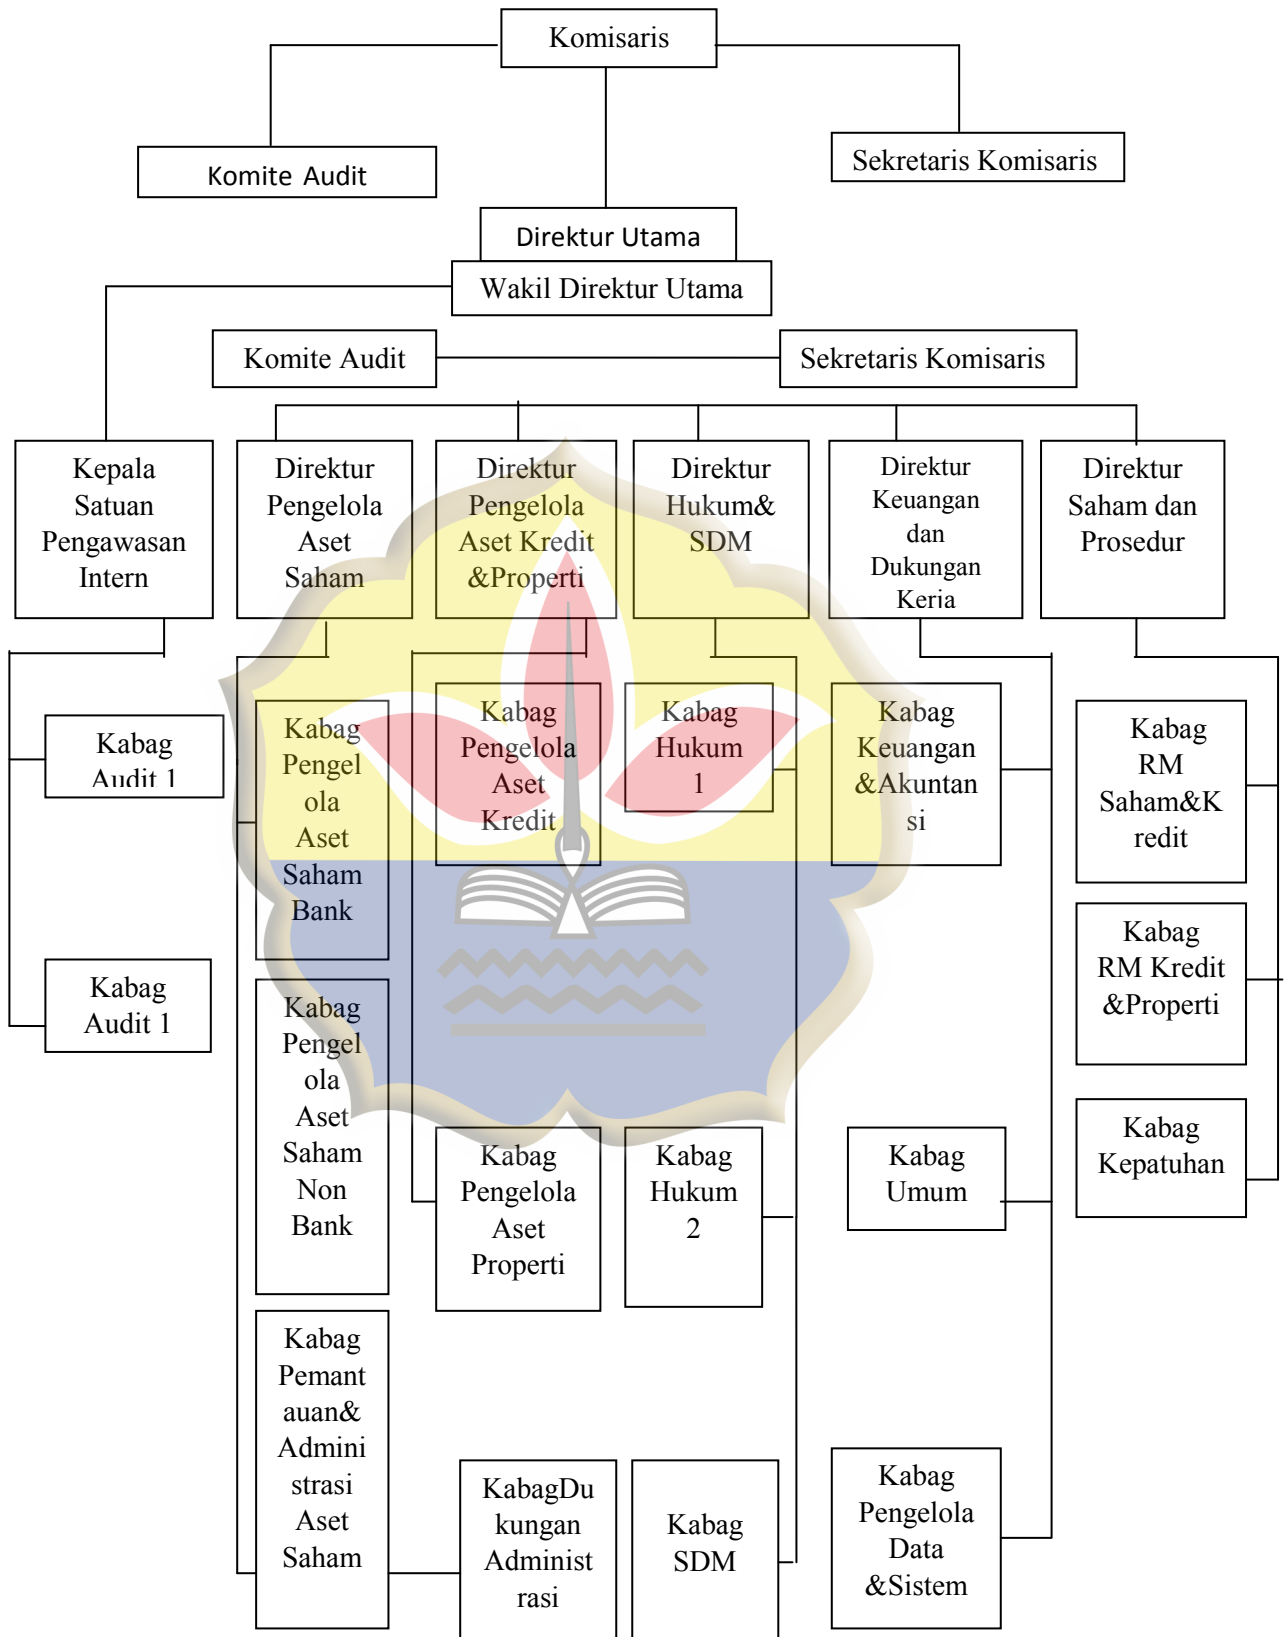 Komisaris
Komite Audit
Sekretaris Komisaris
Direktur Utama
Wakil Direktur Utama
Komite Audit
Sekretaris Komisaris
Kepala
Satuan
Pengawasan
Intern
Direktur
Pengelola
Aset
Saham
Direktur
Pengelola
Aset Kredit
&Properti
Direktur
Hukum&
SDM
Direktur
Keuangan
dan
Dukungan
Kerja
Direktur
Saham dan
Prosedur
Kabag
Audit 1
Kabag
Pengel
ola
Aset
Saham
Bank
Kabag
Pengelola
Aset
Kredit
Kabag
Hukum
1
Kabag
Keuangan
&Akuntan
si
Kabag
RM
Saham&K
redit
Kabag
RM Kredit
&Properti
Kabag
Audit 1
Kabag
Pengel
ola
Aset
Saham
Non
Bank
Kabag
Pengelola
Aset
Properti
Kabag
Hukum
2
Kabag
Umum
Kabag
Kepatuhan
Kabag
Pemant
auan&
Admini
strasi
Aset
Saham
KabagDu
kungan
Administ
rasi
Kabag
SDM
Kabag
Pengelola
Data
&Sistem